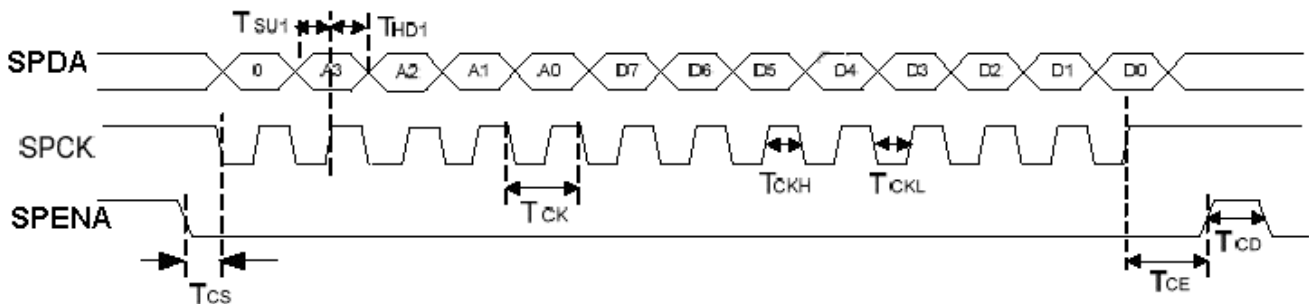 TSU1 THD1
SPDA 0 A3 A2 A1 A0 D7 D6 D5 D4 D3 D2 D1 D0
SPCK
TCKH TCKL
TCK
SPENA
TCD
TCE
TCS